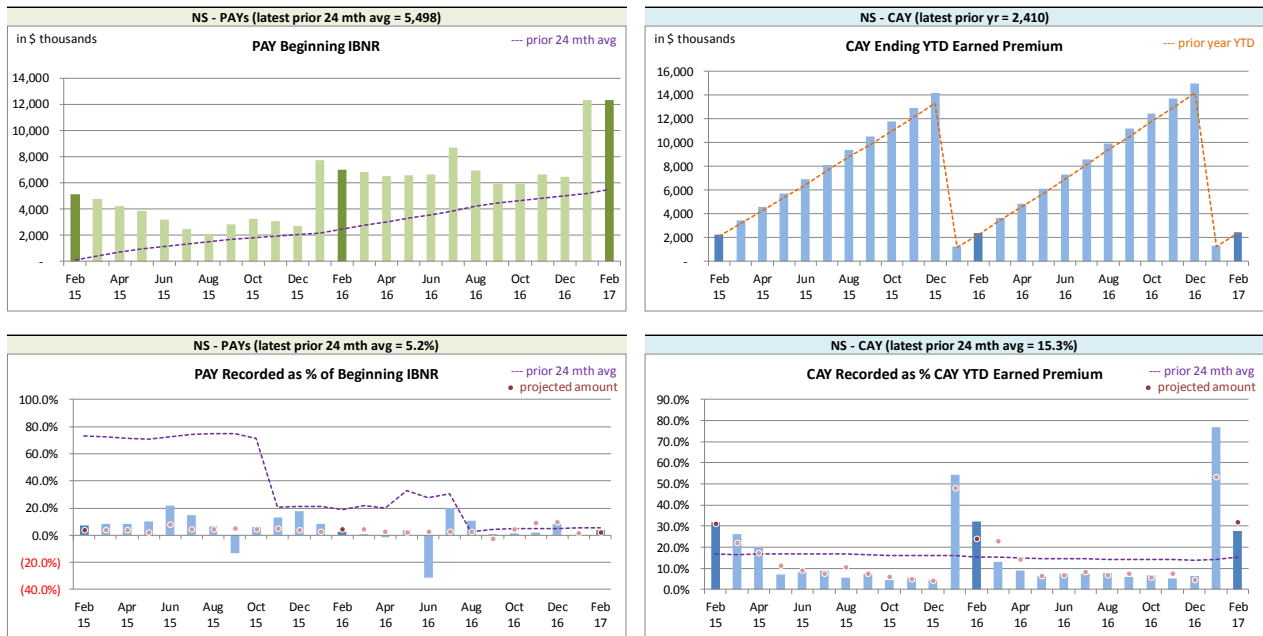 NS - PAYs (latest prior 24 mth avg = 5,498)
in $ thousands
PAY Beginning IBNR
--- prior 24 mth avg
14,000
12,000
10,000
8,000
6,000
4,000
2,000
-
Feb Apr Jun Aug Oct Dec Feb Apr Jun Aug Oct Dec Feb
15 15 15 15 15 15 16 16 16 16 16 16 17
NS - CAY (latest prior yr = 2,410)
in $ thousands
CAY Ending YTD Earned Premium
--- prior year YTD
16,000
14,000
12,000
10,000
8,000
6,000
4,000
2,000
-
Feb Apr Jun Aug Oct Dec Feb Apr Jun Aug Oct Dec Feb
15 15 15 15 15 15 16 16 16 16 16 16 17
NS - PAYs (latest prior 24 mth avg = 5.2%)
PAY Recorded as % of Beginning IBNR
--- prior 24 mth avg
● projected amount
100.0%
80.0%
60.0%
40.0%
20.0%
0.0%
(20.0%)
(40.0%)
Feb Apr Jun Aug Oct Dec Feb Apr Jun Aug Oct Dec Feb
15 15 15 15 15 15 16 16 16 16 16 16 17
NS - CAY (latest prior 24 mth avg = 15.3%)
CAY Recorded as % CAY YTD Earned Premium
--- prior 24 mth avg
● projected amount
90.0%
80.0%
70.0%
60.0%
50.0%
40.0%
30.0%
20.0%
10.0%
0.0%
Feb Apr Jun Aug Oct Dec Feb Apr Jun Aug Oct Dec Feb
15 15 15 15 15 15 16 16 16 16 16 16 17